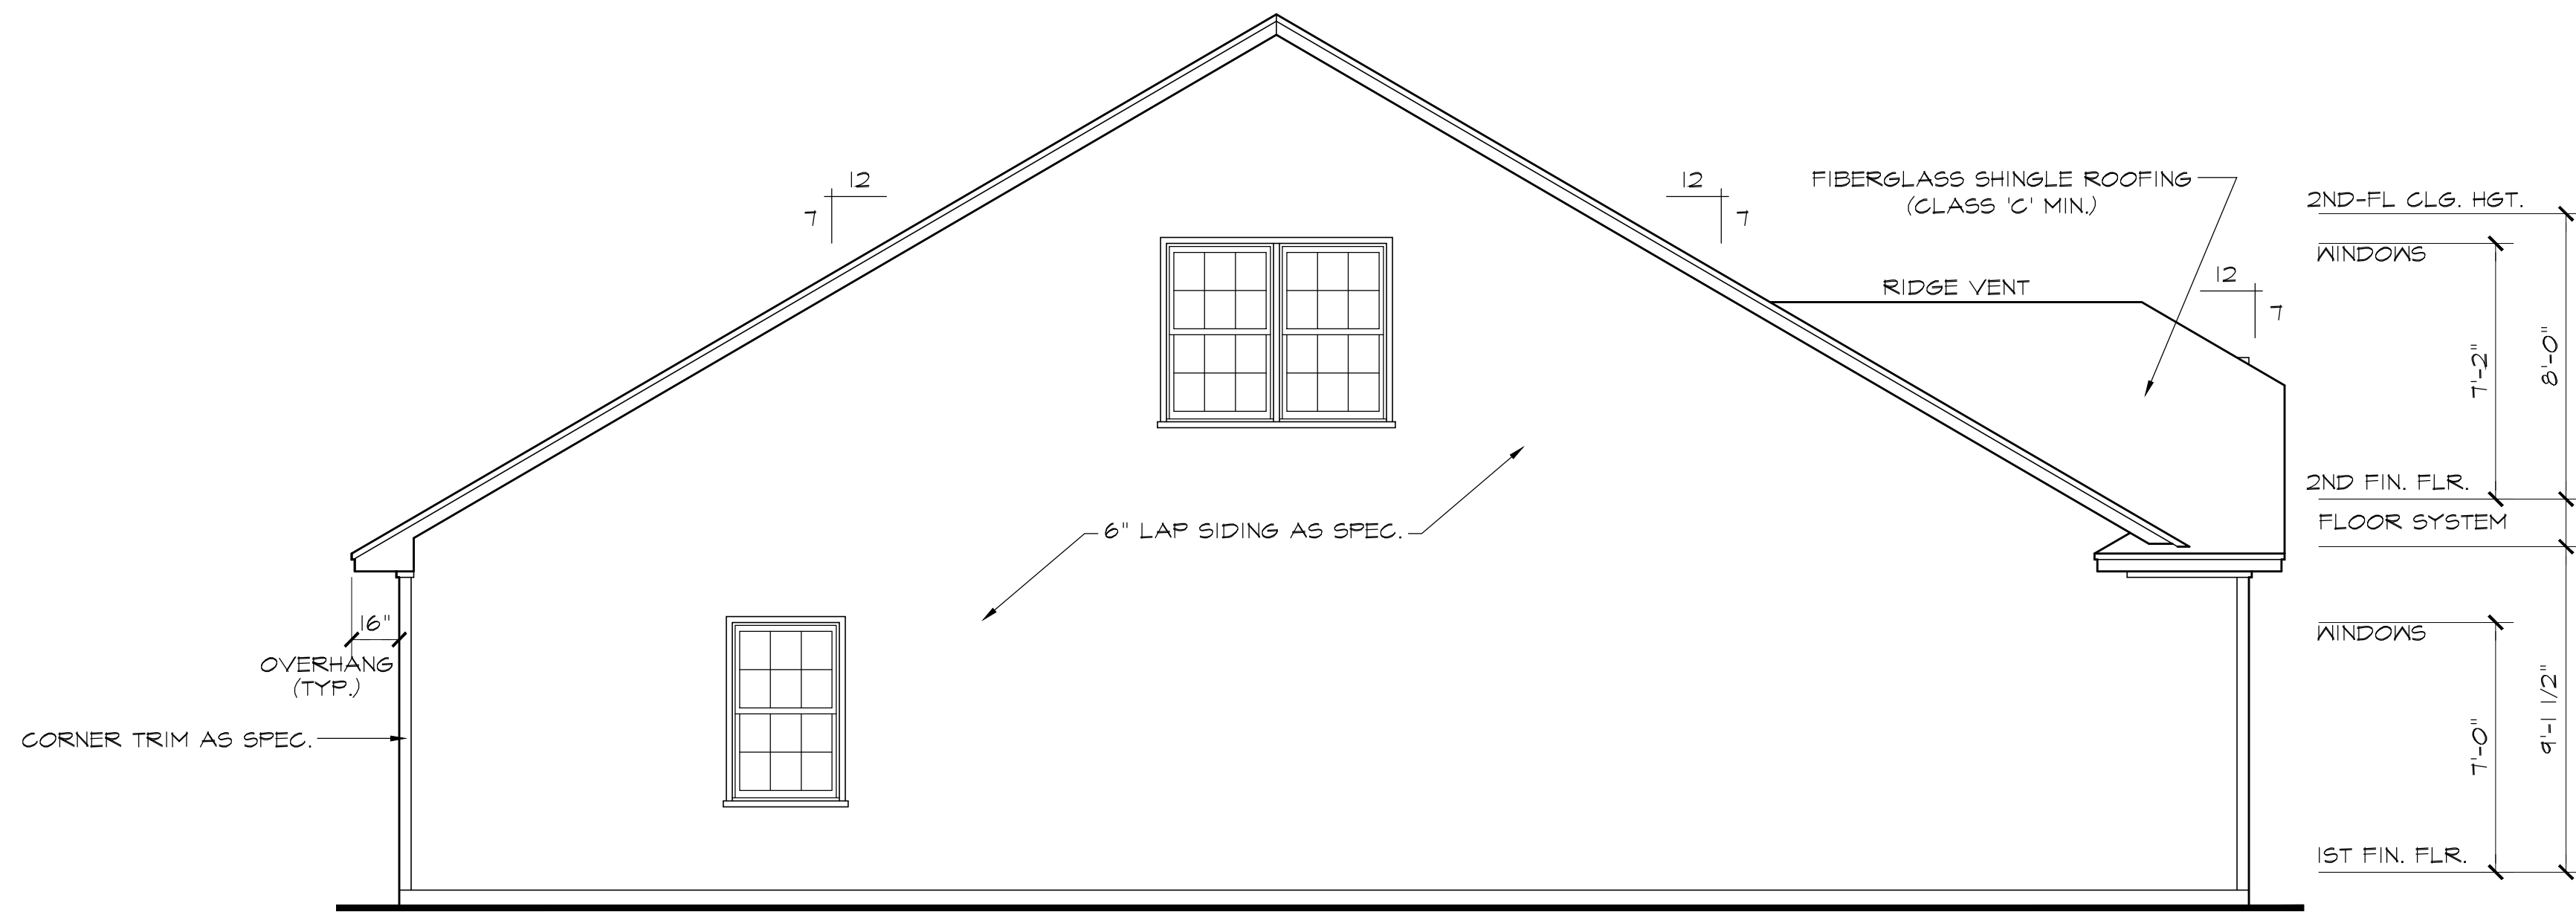 12
7
12
7
FIBERGLASS SHINGLE ROOFING
(CLASS 'C' MIN.)
2ND-FL CLG. HGT.
WINDOWS
RIDGE VENT
12
7
7'-2"
8'-0"
2ND FIN. FLR.
FLOOR SYSTEM
6" LAP SIDING AS SPEC.
16"
OVERHANG
(TYP.)
WINDOWS
CORNER TRIM AS SPEC.
7'-0"
9'-1 1/2"
1ST FIN. FLR.